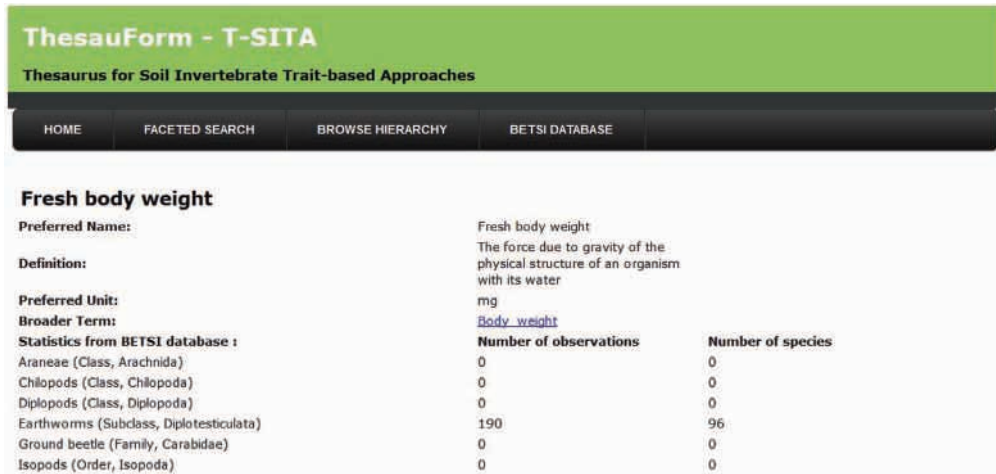 ThesauForm - T-SITA
Thesaurus for Soil Invertebrate Trait-based Approaches
HOME FACETED SEARCH BROWSE HIERARCHY BETSI DATABASE
Fresh body weight
Preferred Name: Fresh body weight
Definition: The force due to gravity of the
physical structure of an organism
with its water
Preferred Unit: mg
Broader Term: Body weight
Statistics from BETSI database : Number of observations Number of species
Araneae (Class, Arachnida) 0 0
Chilopods (Class, Chilopoda) 0 0
Diplopods (Class, Diplopoda) 0 0
Earthworms (Subclass, Diplotesticulata) 190 96
Ground beetle (Family, Carabidae) 0 0
Isopods (Order, Isopoda) 0 0